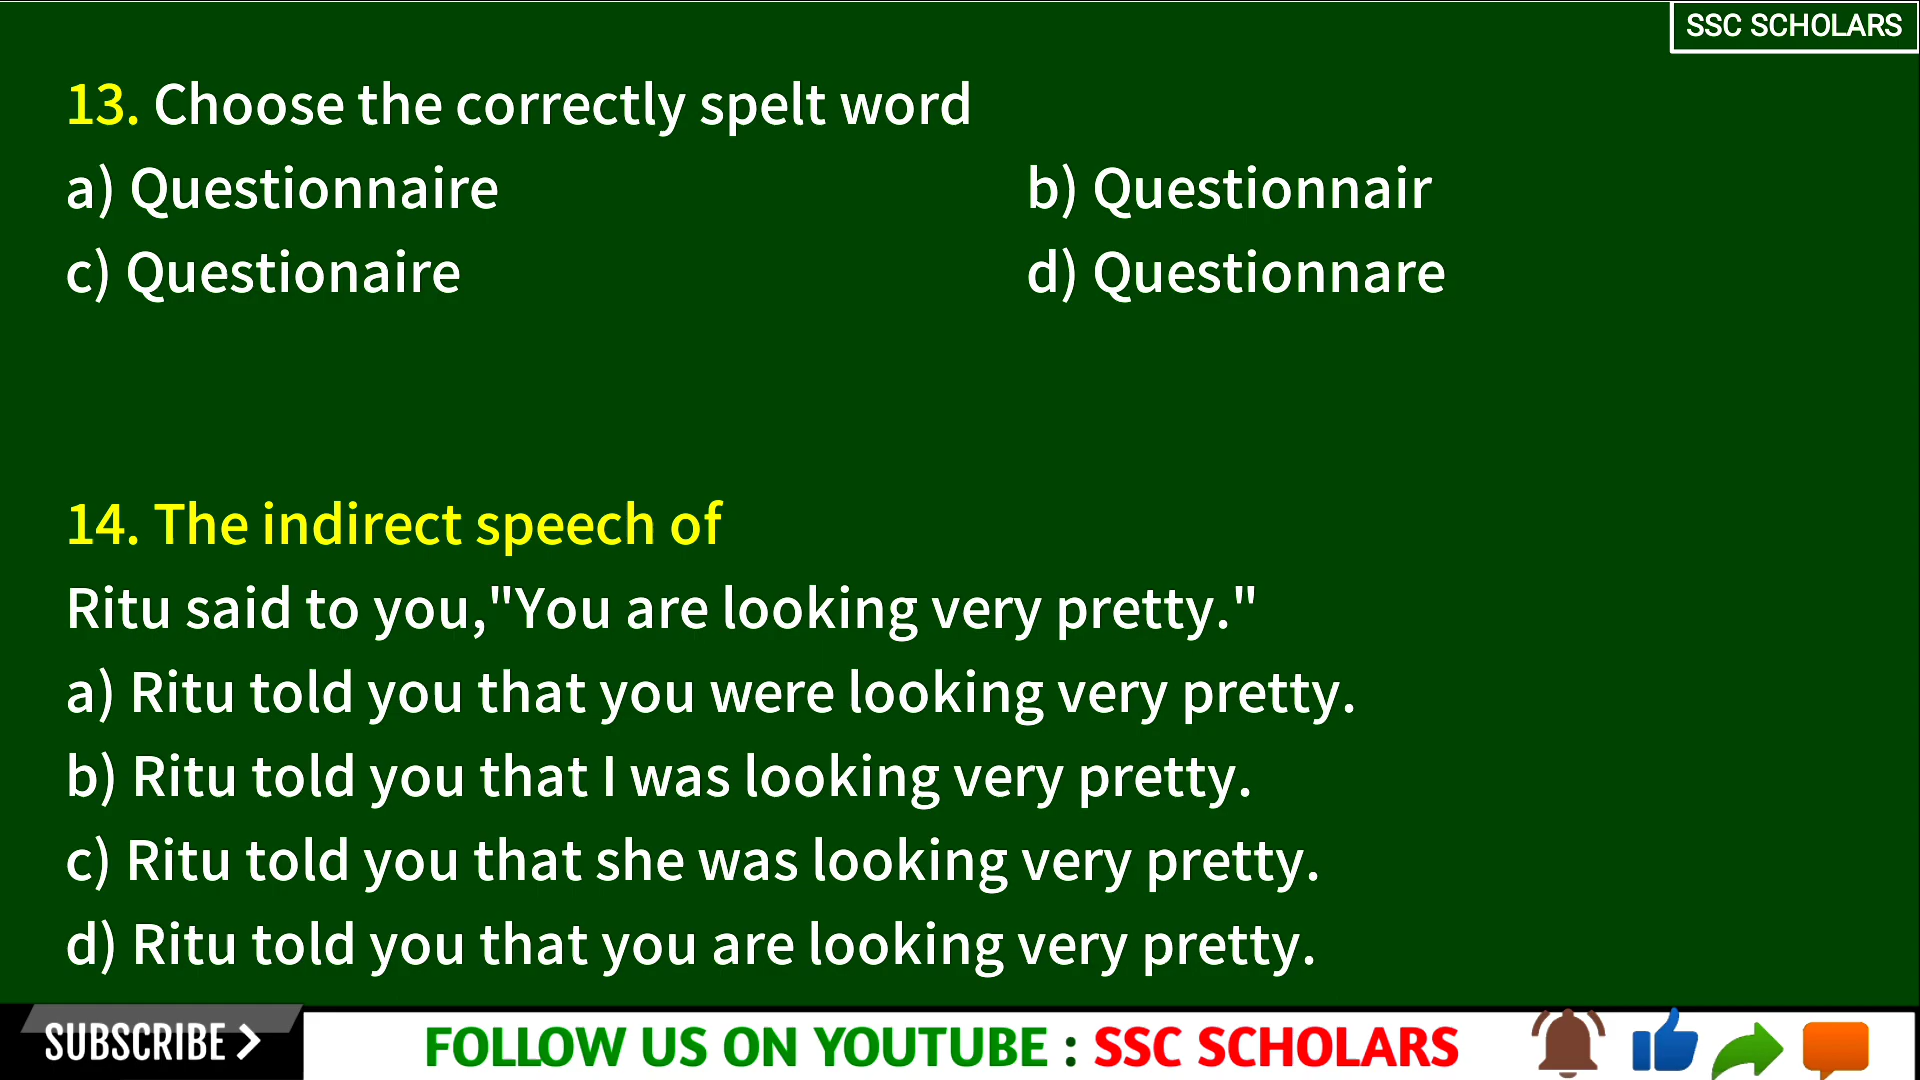 SSC SCHOLARS
13. Choose the correctly spelt word
a) Questionnaire b) Questionnair
c) Questionaire d) Questionnare
14. The indirect speech of
Ritu said to you,"You are looking very pretty."
a) Ritu told you that you were looking very pretty.
b) Ritu told you that I was looking very pretty.
c) Ritu told you that she was looking very pretty.
d) Ritu told you that you are looking very pretty.
SUBSCRIBE FOLLOW US ON YOUTUBE : SSC SCHOLARS